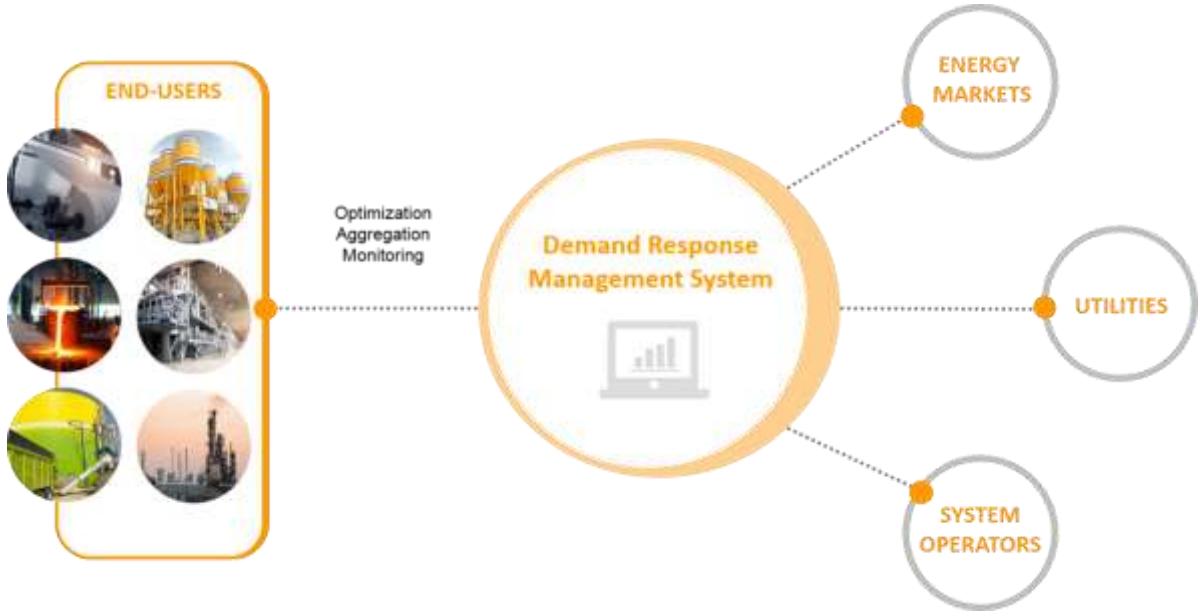 END-USERS
Optimization
Aggregation
Monitoring
Demand Response
Management System
ENERGY
MARKETS
UTILITIES
SYSTEM
OPERATORS